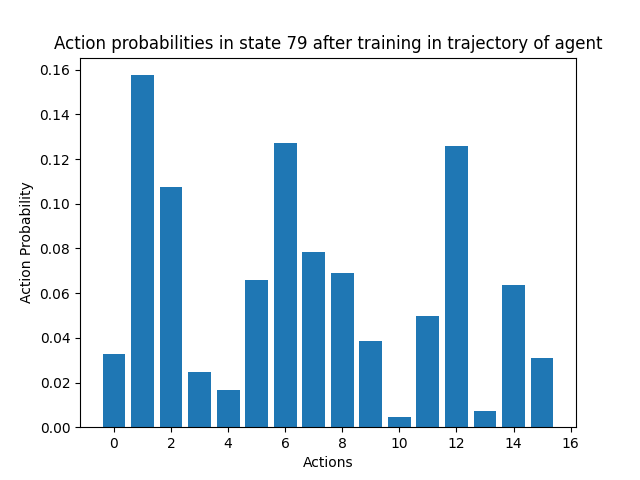 Action probabilities in state 79 after training in trajectory of agent
0.16
0.14
0.12
0.10
0.08
0.06
0.04
0.02
0.00
Action Probability
0 2 4 6 8 10 12 14 16
Actions